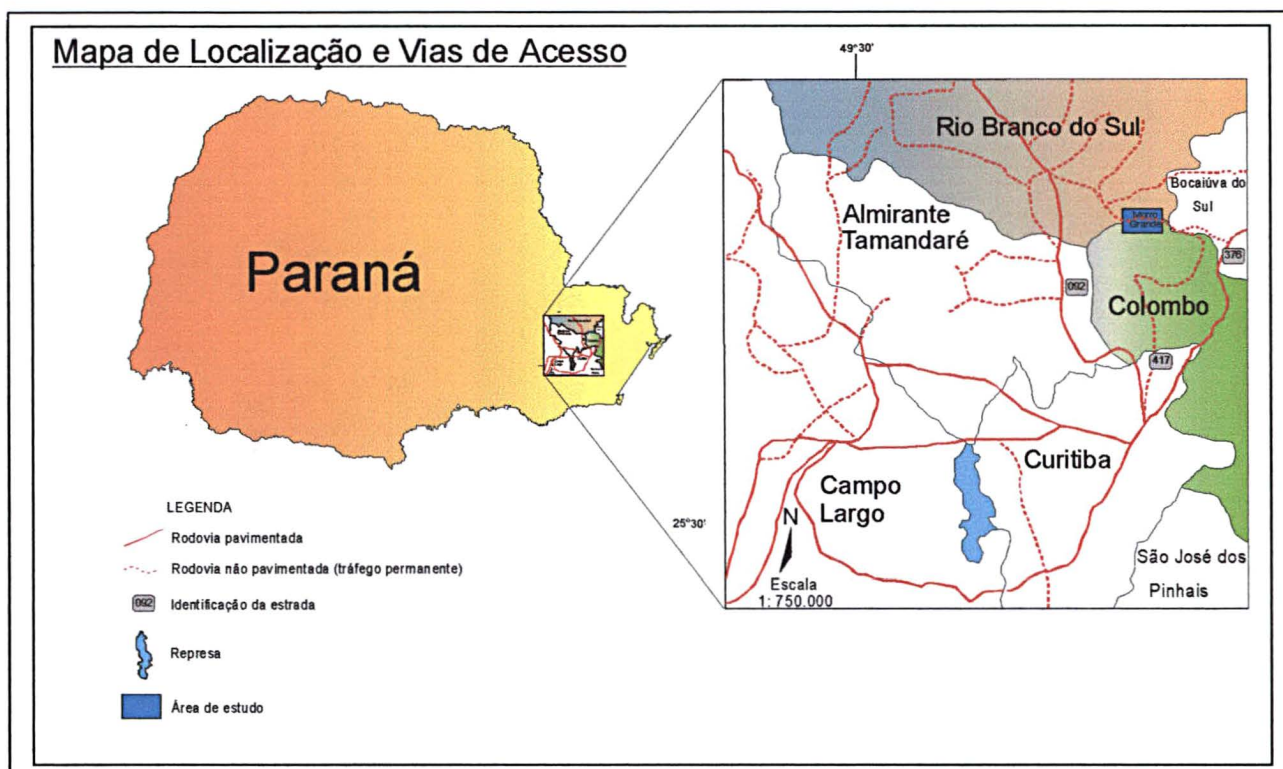 Mapa de Localização e Vias de Acesso
Paraná
LEGENDA
Rodovia pavimentada
Rodovia não pavimentada (tráfego permanente)
092
Identificação da estrada
Represa
Área de estudo
49°30'
25°30'
Rio Branco do Sul
Bocaiúva do
Sul
Almirante
Tamandaré
Morro
Grande
376
092
Colombo
417
Curitiba
Campo
Largo
N
Escala
1: 750.000
São José dos
Pinhais